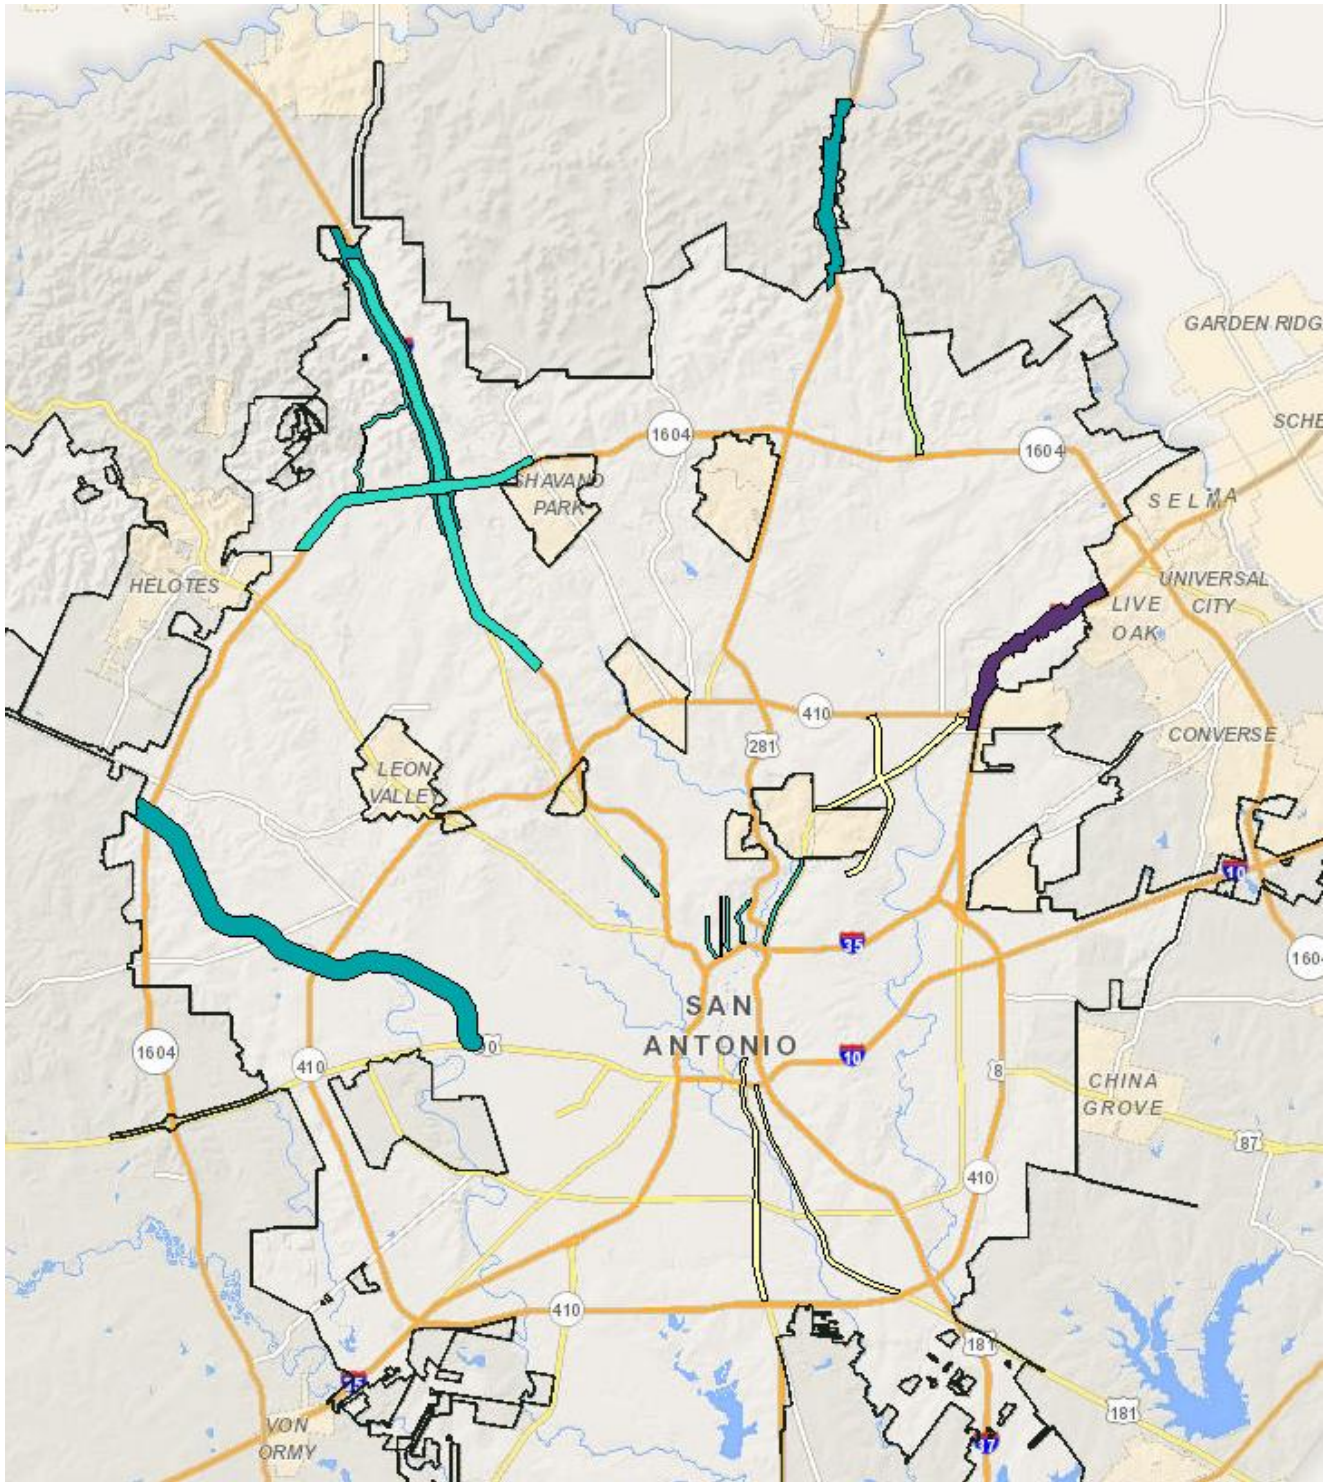 GARDEN RIDG
SCHE
1604
1604
SHAVANO
PARK
SELMA
HELOTES
UNIVERSAL
CITY
LIVE
OAK
410
281
CONVERSE
LEON
VALLEY
10
35
1604
SAN
ANTONIO
1604
410
10
8
CHINA
GROVE
87
410
410
181
181
VON
ORMY
37